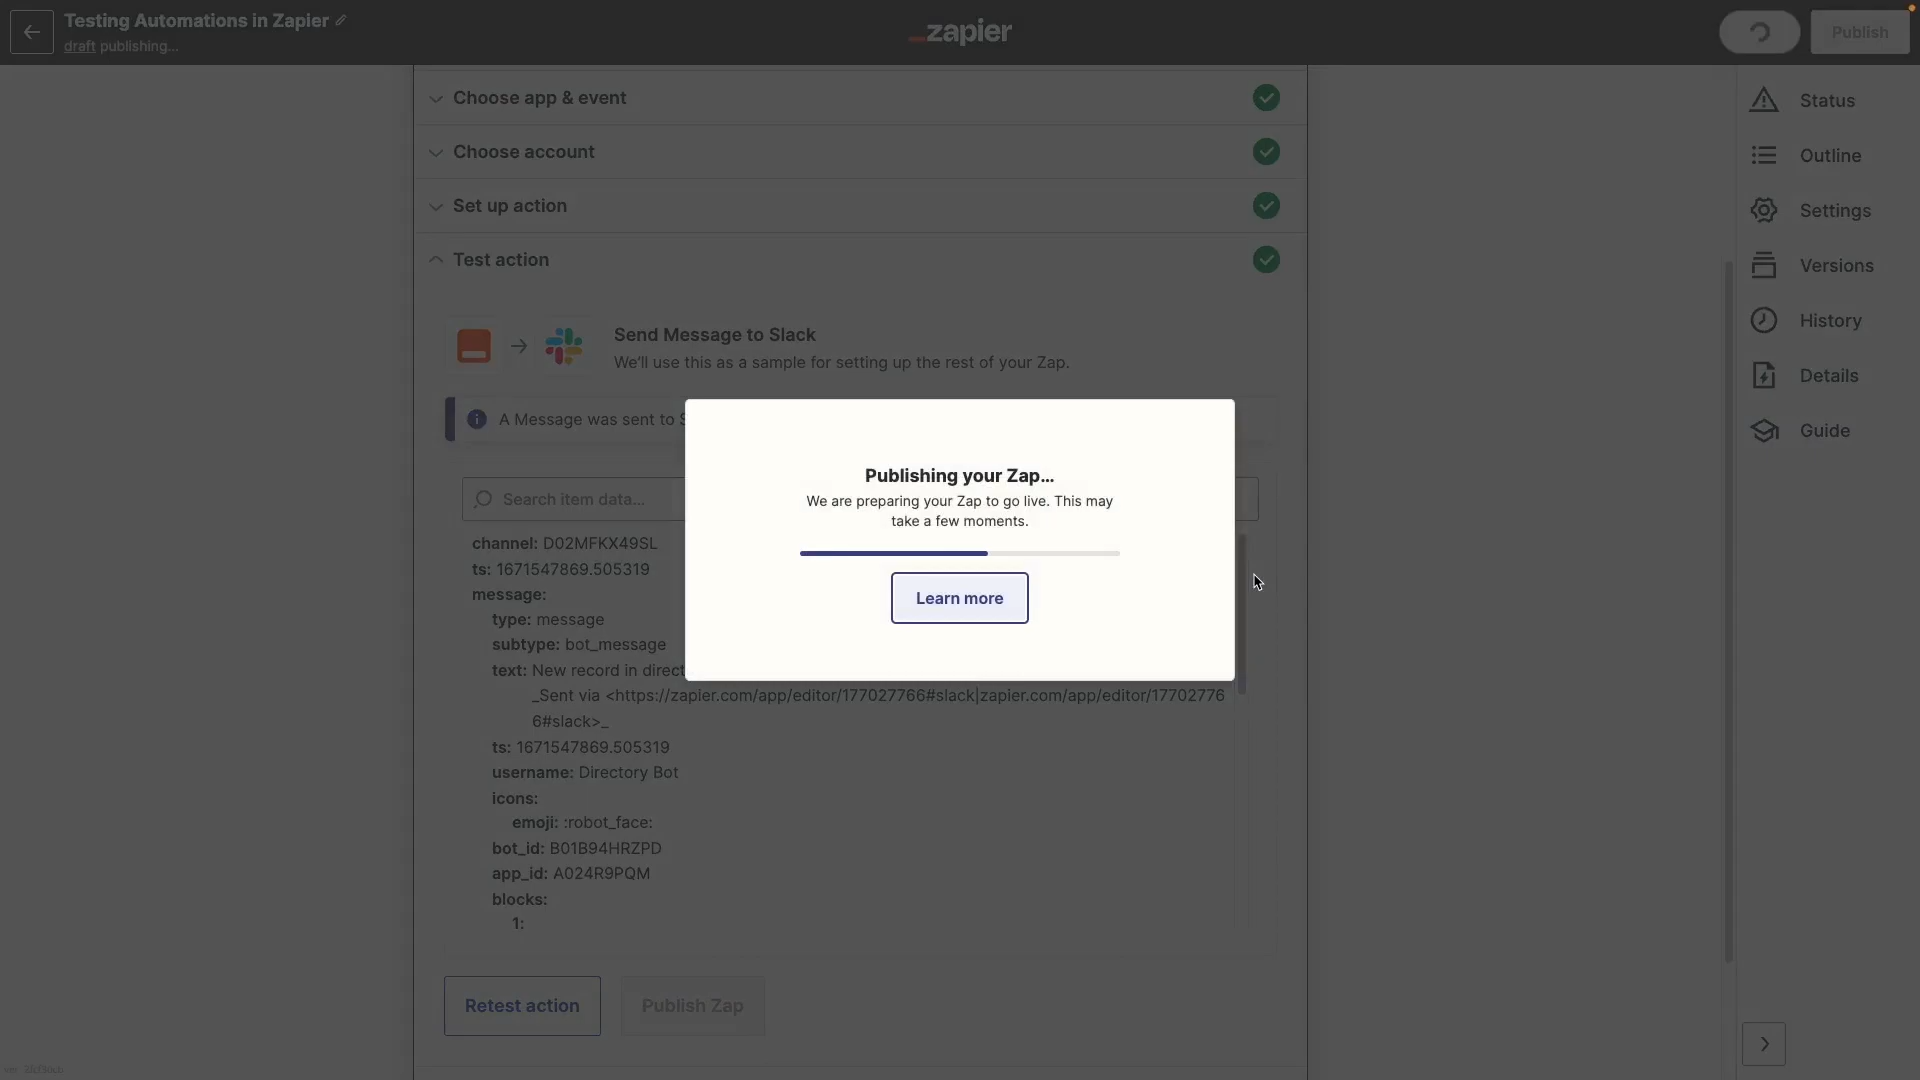 Testing Automations in Zapier
draft publishing...
_zapier
Publish
Choose app & event
Choose account
Set up action
Test action
Send Message to Slack
We'll use this as a sample for setting up the rest of your Zap.
A Message was sent to S
Search item data...
channel: D02MFKX49SL
ts: 1671547869.505319
message:
type: message
subtype: bot_message
text: New record in direct
_Sent via <https://zapier.com/app/editor/177027766#slack|zapier.com/app/editor/17702776
6#slack>_
ts: 1671547869.505319
username: Directory Bot
icons:
emoji: :robot_face:
bot_id: B01B94HRZPD
app_id: A024R9PQM
blocks:
1:
Retest action
Publish Zap
Publishing your Zap...
We are preparing your Zap to go live. This may
take a few moments.
Learn more
Status
Outline
Settings
Versions
History
Details
Guide